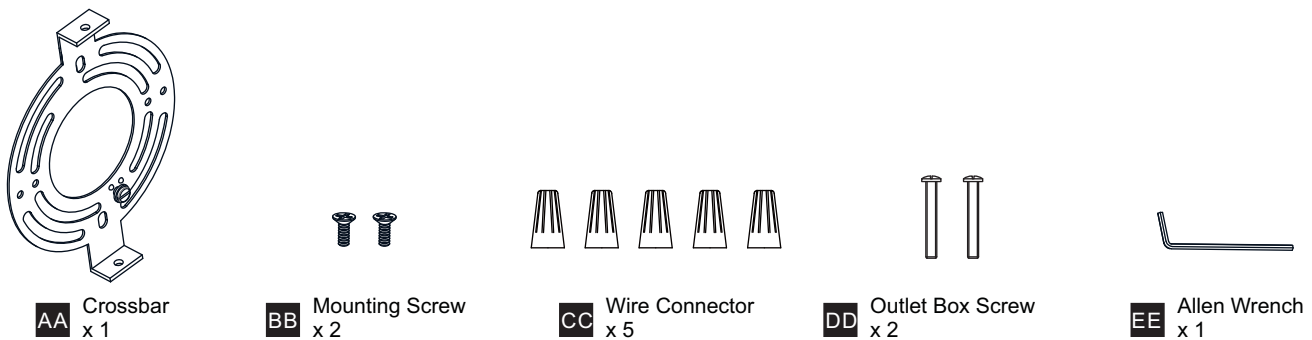 AA Crossbar
x 1
BB Mounting Screw
x 2
CC Wire Connector
x 5
DD Outlet Box Screw
x 2
EE Allen Wrench
x 1